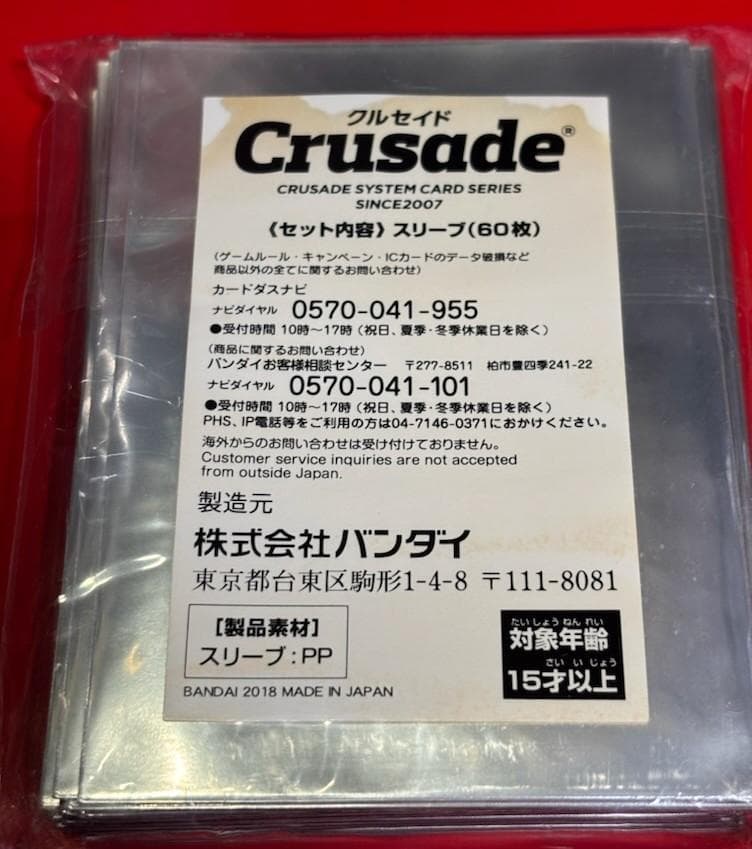 クルセイド
Crusade®
CRUSADE SYSTEM CARD SERIES
SINCE2007
《セット内容》スリーブ(60枚)
(ゲームルール・キャンペーン・ICカードのデータ破損など
商品以外の全てに関するお問い合わせ)
カードダスナビ
ナビダイヤル 0570-041-955
●受付時間 10時〜17時 (祝日、夏季・冬季休業日を除く)
(商品に関するお問い合わせ)
バンダイお客様相談センター 〒277-8511 柏市豊四季241-22
ナビダイヤル 0570-041-101
●受付時間 10時〜17時 (祝日、夏季・冬季休業日を除く)
PHS、IP電話等をご利用の方は04-7146-0371におかけください。
海外からのお問い合わせは受け付けておりません。
Customer service inquiries are not accepted
from outside Japan.
製造元
株式会社バンダイ
東京都台東区駒形1-4-8 〒111-8081
[製品素材]
スリーブ:PP
BANDAI 2018 MADE IN JAPAN
たいしょうねんれい
対象年齢
さいいじょう
15才以上